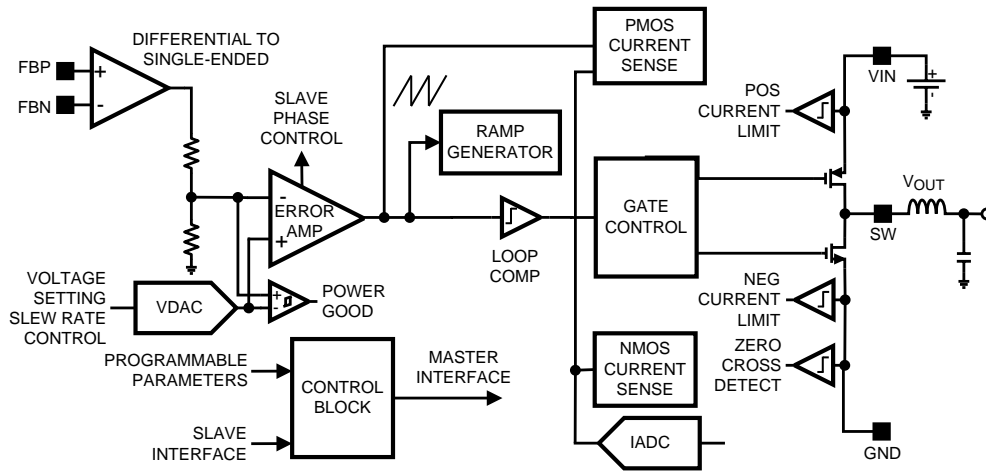 DIFFERENTIAL TO
SINGLE-ENDED
FBP
+
FBN
-
SLAVE
PHASE
CONTROL
RAMP
GENERATOR
PMOS
CURRENT
SENSE
VIN
+
-
POS
CURRENT
LIMIT
-
ERROR
AMP
+
LOOP
COMP
GATE
CONTROL
VOUT
SW
VOLTAGE
SETTING
SLEW RATE
CONTROL
VDAC
+
-
POWER
GOOD
NEG
CURRENT
LIMIT
ZERO
CROSS
DETECT
PROGRAMMABLE
PARAMETERS
SLAVE
INTERFACE
CONTROL
BLOCK
MASTER
INTERFACE
NMOS
CURRENT
SENSE
IADC
GND